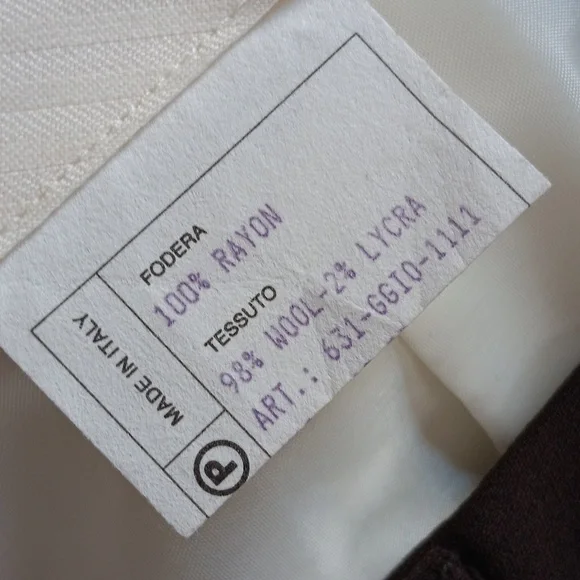 FODERA
100% RAYON
TESSUTO
98% WOOL-2% LYCRA
ART.: 631-GGIO-1111
MADE IN ITALY
P